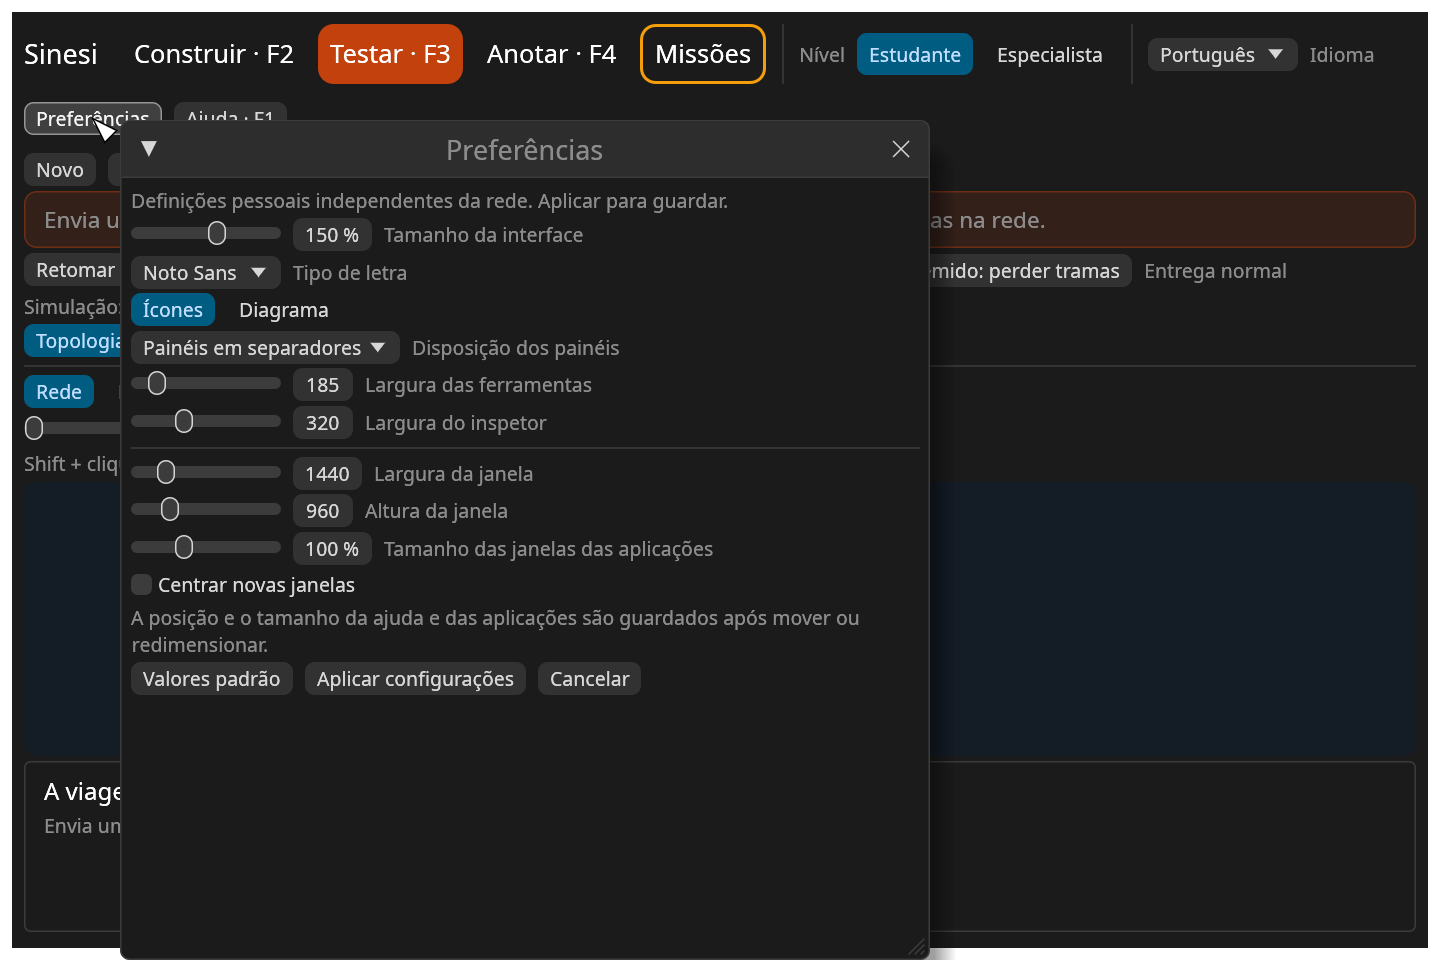 Sinesi Construir · F2 Testar · F3 Anotar · F4 Missões Nível Estudante Especialista Português Idioma
Preferências Ajuda · F1
Preferências
Novo
Definições pessoais independentes da rede. Aplicar para guardar.
Envia as na rede.
150 % Tamanho da interface
Retomar Noto Sans Tipo de letra perder tramas Entrega normal
Simulação: Ícones Diagrama
Topologia Painéis em separadores Disposição dos painéis
Rede 185 Largura das ferramentas
320 Largura do inspetor
Shift + 1440 Largura da janela
960 Altura da janela
100 % Tamanho das janelas das aplicações
Centrar novas janelas
A posição e o tamanho da ajuda e das aplicações são guardados após mover ou
redimensionar.
Valores padrão Aplicar configurações Cancelar
A
Envia